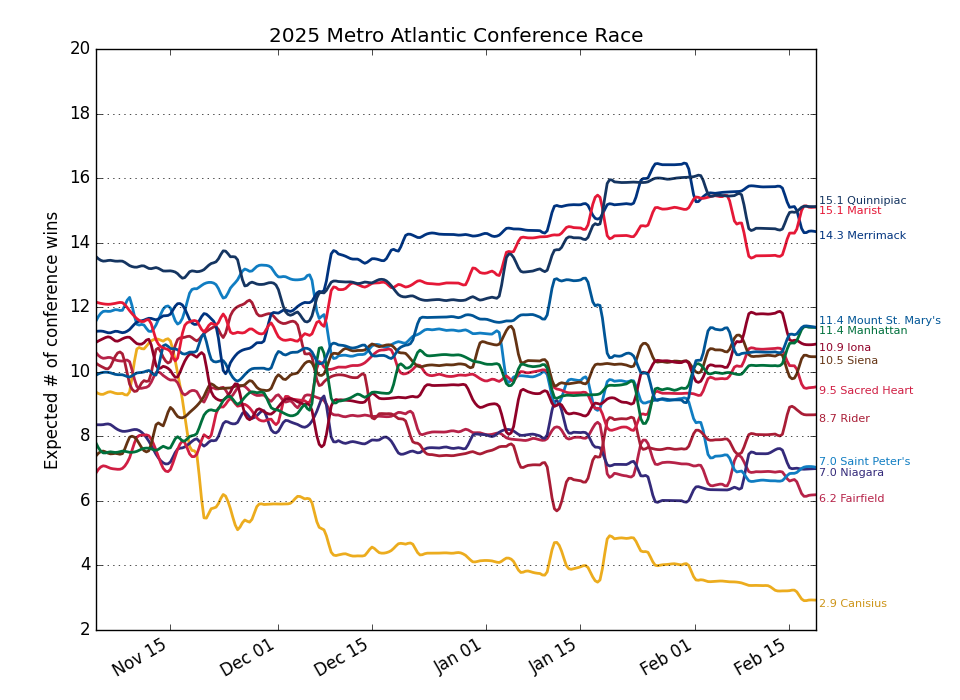 2025 Metro Atlantic Conference Race
Expected # of conference wins
20
18
16
14
12
10
8
6
4
2
Nov 15
Dec 01
Dec 15
Jan 01
Jan 15
Feb 01
Feb 15
15.1 Quinnipiac
15.1 Marist
14.3 Merrimack
11.4 Mount St. Mary's
11.4 Manhattan
10.9 Iona
10.5 Siena
9.5 Sacred Heart
8.7 Rider
7.0 Saint Peter's
7.0 Niagara
6.2 Fairfield
2.9 Canisius